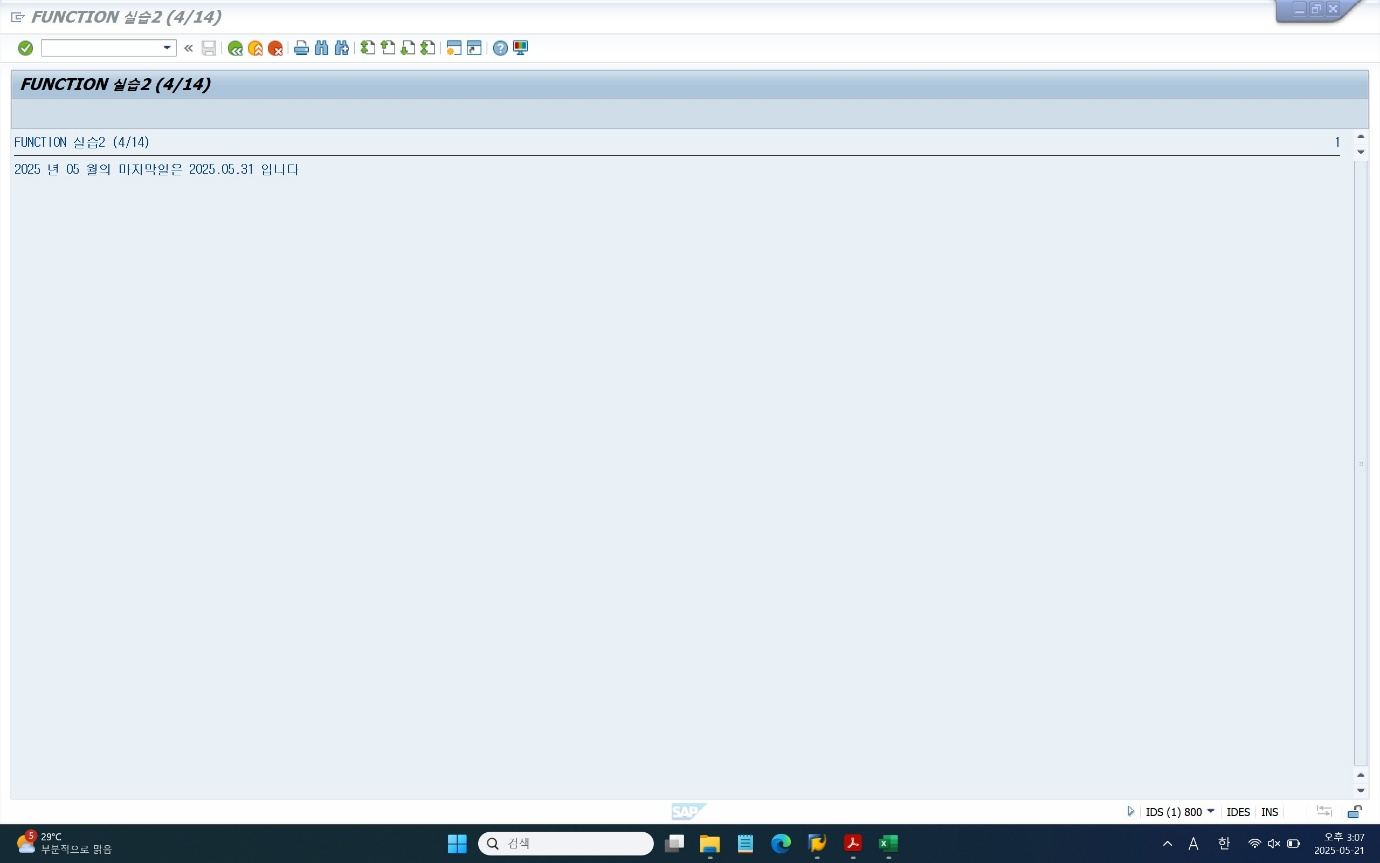 FUNCTION 실습2 (4/14)
FUNCTION 실습2 (4/14)
FUNCTION 실습2 (4/14) 1
2025 년 05 월의 마지막일은 2025.05.31 입니다
SAP
IDS (1) 800 IDES INS
5 29°C
부분적으로 맑음
검색
A 한
오후 3:07
2025-05-21